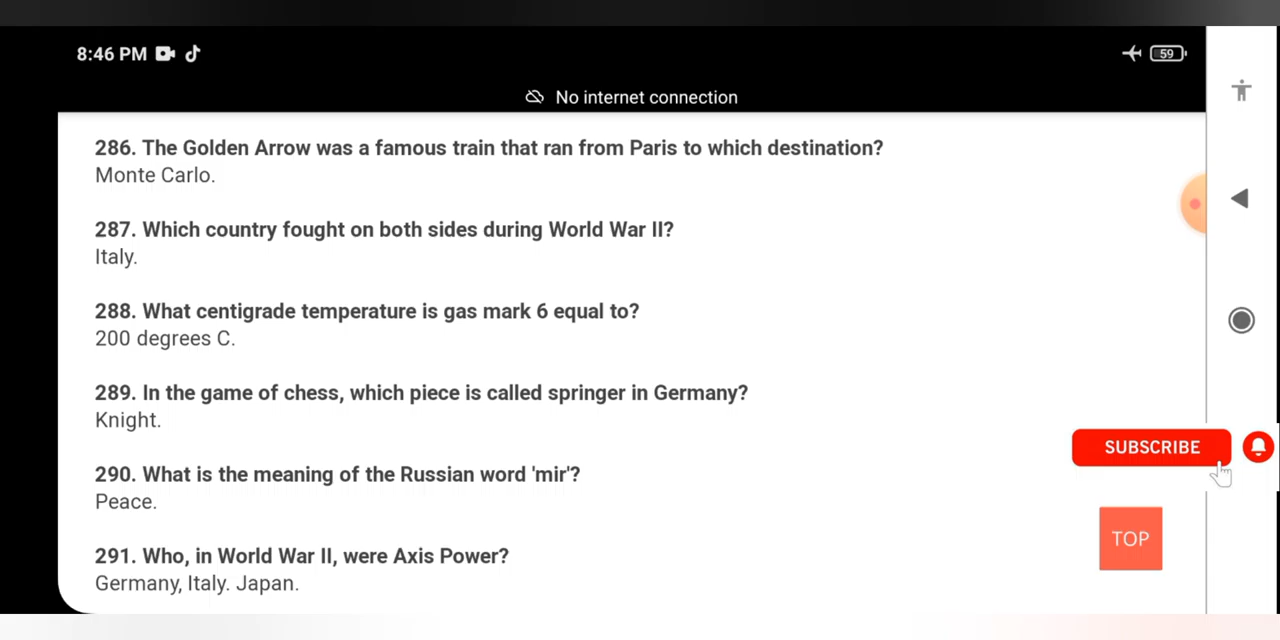 8:46 PM
59
No internet connection
286. The Golden Arrow was a famous train that ran from Paris to which destination?
Monte Carlo.
287. Which country fought on both sides during World War II?
Italy.
288. What centigrade temperature is gas mark 6 equal to?
200 degrees C.
289. In the game of chess, which piece is called springer in Germany?
Knight.
SUBSCRIBE
290. What is the meaning of the Russian word 'mir'?
Peace.
TOP
291. Who, in World War II, were Axis Power?
Germany, Italy. Japan.